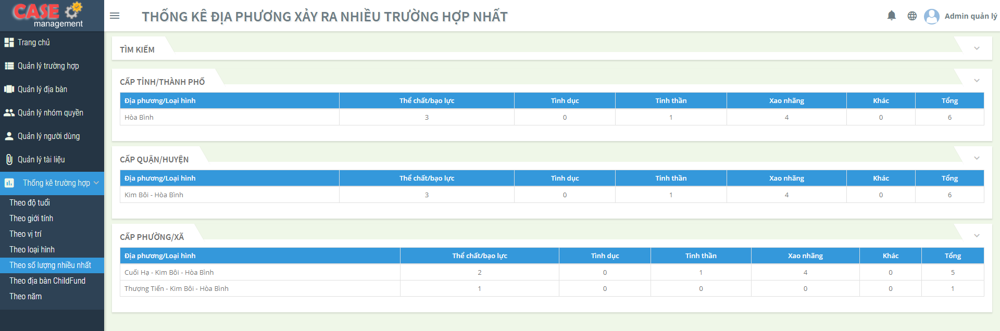 CASE
management
THỐNG KÊ ĐỊA PHƯƠNG XẢY RA NHIỀU TRƯỜNG HỢP NHẤT
Admin quản lý
Trang chủ
Quản lý trường hợp
Quản lý địa bàn
Quản lý nhóm quyền
Quản lý người dùng
Quản lý tài liệu
Thống kê trường hợp
Theo độ tuổi
Theo giới tính
Theo vị trí
Theo loại hình
Theo số lượng nhiều nhất
Theo địa bàn ChildFund
Theo năm
TÌM KIẾM
CẤP TỈNH/THÀNH PHỐ
Địa phương/Loại hình Thể chất/bạo lực Tình dục Tinh thần Xao nhãng Khác Tổng
Hòa Bình 3 0 1 4 0 6
CẤP QUẬN/HUYỆN
Địa phương/Loại hình Thể chất/bạo lực Tình dục Tinh thần Xao nhãng Khác Tổng
Kim Bôi - Hòa Bình 3 0 1 4 0 6
CẤP PHƯỜNG/XÃ
Địa phương/Loại hình Thể chất/bạo lực Tình dục Tinh thần Xao nhãng Khác Tổng
Cuối Hạ - Kim Bôi - Hòa Bình 2 0 1 4 0 5
Thượng Tiến - Kim Bôi - Hòa Bình 1 0 0 0 0 1